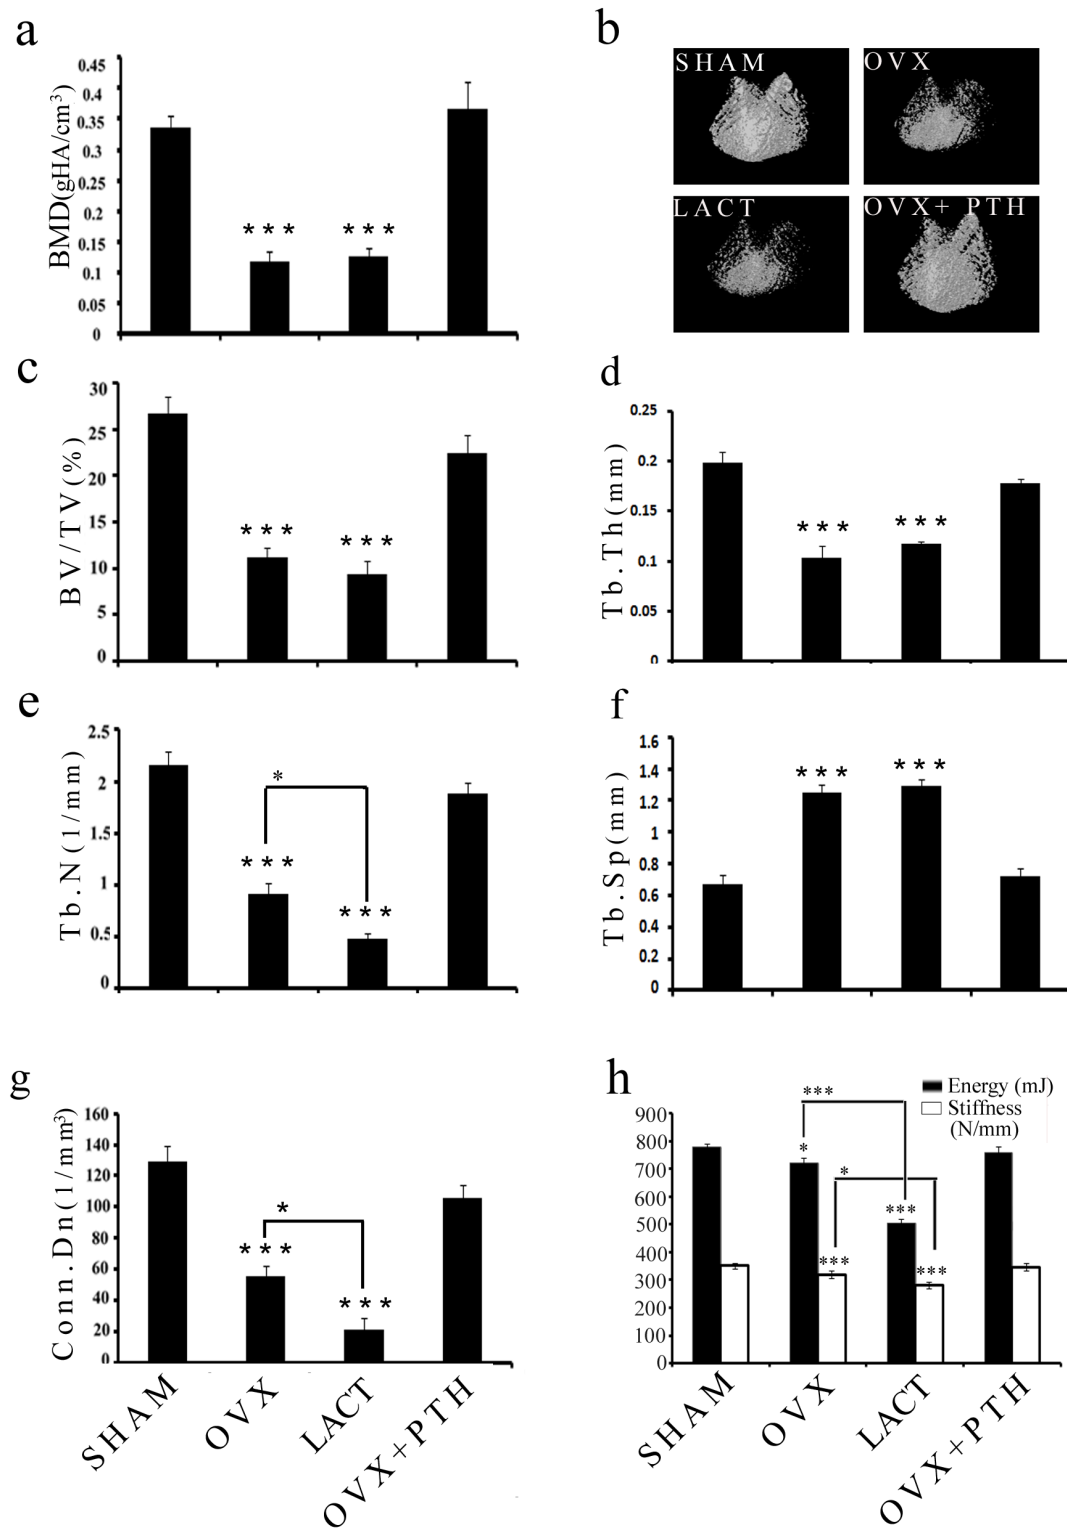 a
BMD(gHA/cm³)
0.45
0.4
0.35
0.3
0.25
0.2
0.15
0.1
0.05
0
***
***
b
SHAM
OVX
LACT
OVX+ PTH
c
BV/TV(%)
30
25
20
15
10
5
0
***
***
d
Tb.Th(mm)
0.25
0.2
0.15
0.1
0.05
0
***
***
e
Tb.N(1/mm)
2.5
2
1.5
1
0.5
0
*
***
***
f
Tb.Sp(mm)
1.6
1.4
1.2
1
0.8
0.6
0.4
0.2
0
***
***
g
Conn.Dn(1/mm³)
160
140
120
100
80
60
40
20
0
*
***
***
SHAM
OVX
LACT
OVX+PTH
h
Energy (mJ)
Stiffness
(N/mm)
900
800
700
600
500
400
300
200
100
0
***
*
*
***
***
***
SHAM
OVX
LACT
OVX+PTH